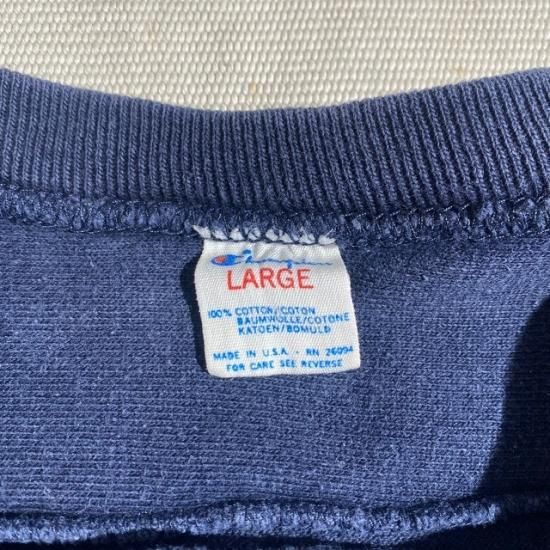 Champion
LARGE
100% COTTON/COTON
BAUMWOLLE/COTONE
KATOEN/BOMULD
MADE IN U.S.A. - RN 26094
FOR CARE SEE REVERSE